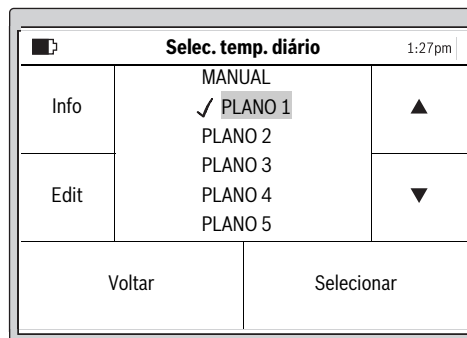 Selec. temp. diário 1:27pm
MANUAL
Info ✓ PLANO 1 ▲
PLANO 2
PLANO 3
Edit PLANO 4 ▼
PLANO 5
Voltar Selecionar